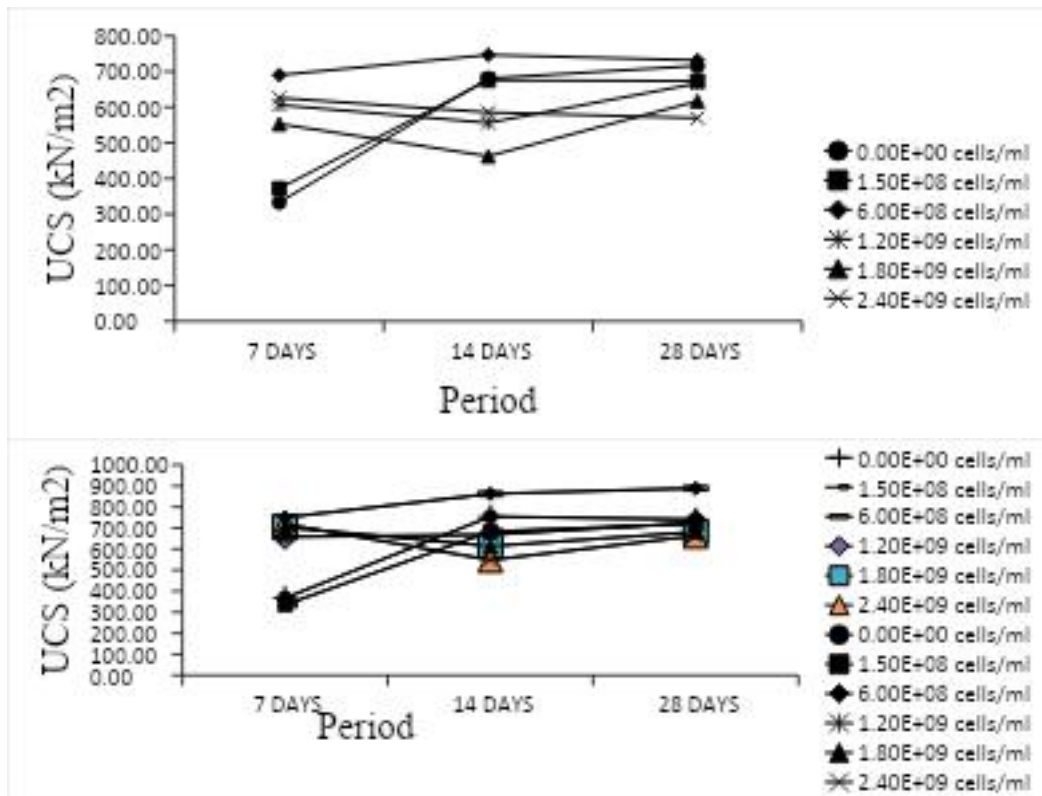 800.00
700.00
600.00
500.00
400.00
300.00
200.00
100.00
0.00
UCS (kN/m2)
7 DAYS 14 DAYS 28 DAYS
Period
0.00E+00 cells/ml
1.50E+08 cells/ml
6.00E+08 cells/ml
1.20E+09 cells/ml
1.80E+09 cells/ml
2.40E+09 cells/ml
1000.00
900.00
800.00
700.00
600.00
500.00
400.00
300.00
200.00
100.00
0.00
UCS (kN/m2)
7 DAYS 14 DAYS 28 DAYS
Period
0.00E+00 cells/ml
1.50E+08 cells/ml
6.00E+08 cells/ml
1.20E+09 cells/ml
1.80E+09 cells/ml
2.40E+09 cells/ml
0.00E+00 cells/ml
1.50E+08 cells/ml
6.00E+08 cells/ml
1.20E+09 cells/ml
1.80E+09 cells/ml
2.40E+09 cells/ml